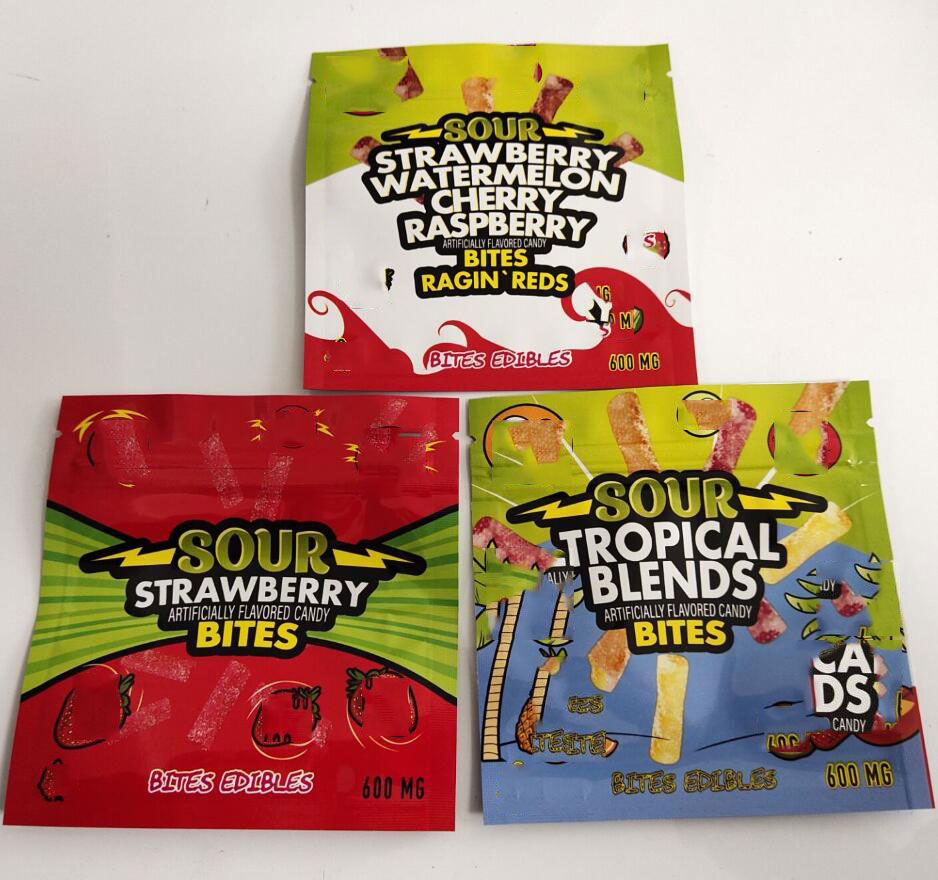 SOUR
STRAWBERRY
WATERMELON
CHERRY
RASPBERRY
ARTIFICIALLY FLAVORED CANDY
BITES
RAGIN' REDS
BITES EDIBLES
600 MG
SOUR
STRAWBERRY
ARTIFICIALLY FLAVORED CANDY
BITES
BITES EDIBLES
600 MG
SOUR
TROPICAL
BLENDS
ARTIFICIALLY FLAVORED CANDY
BITES
DS
CANDY
BITES EDIBLES
600 MG